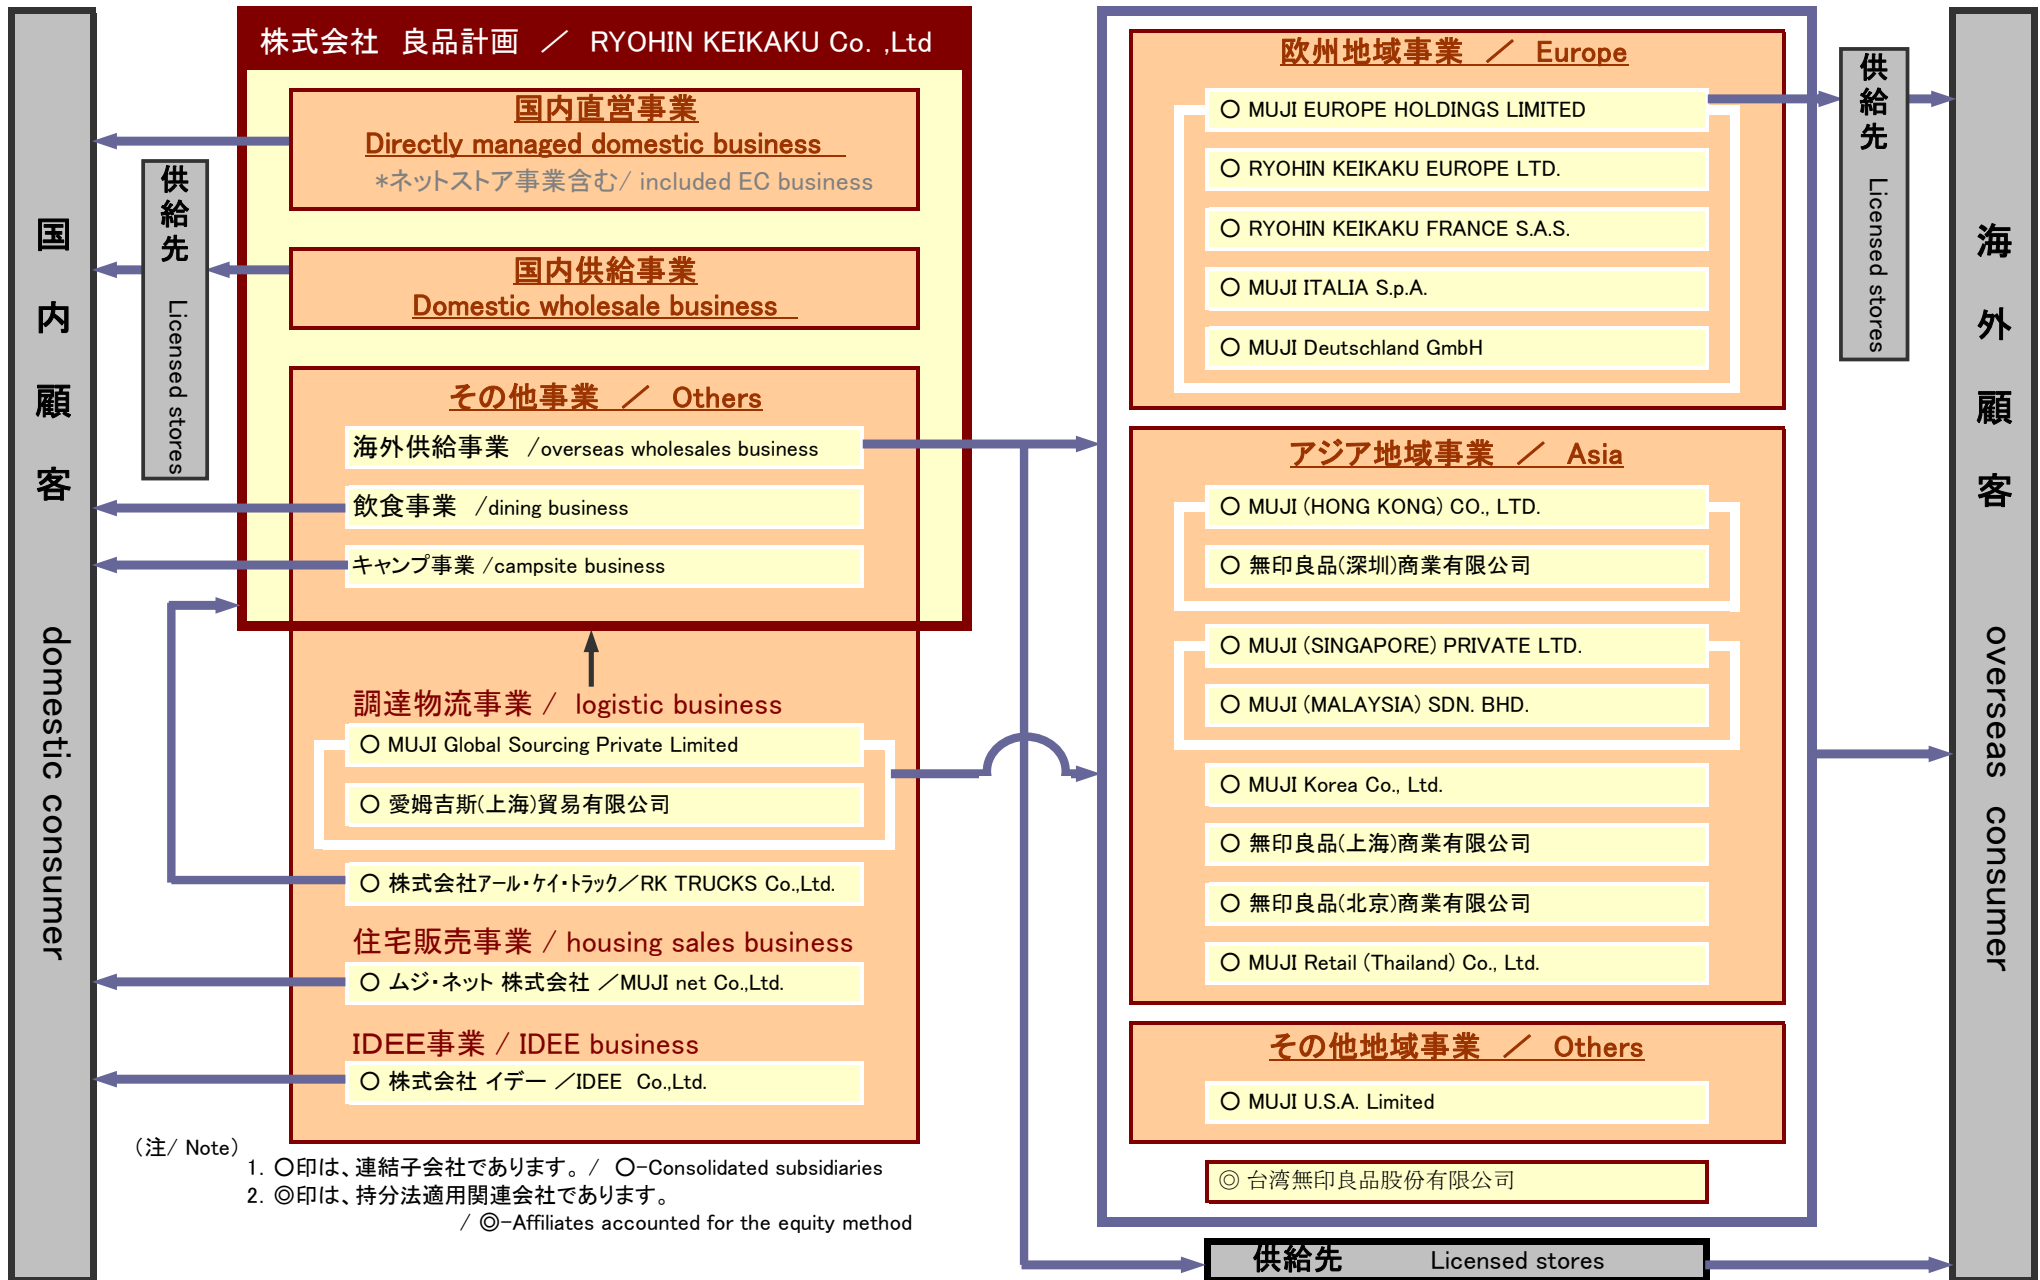 国内顧客 domestic consumer
供給先 Licensed stores
株式会社 良品計画 ／ RYOHIN KEIKAKU Co. ,Ltd
国内直営事業
Directly managed domestic business
*ネットストア事業含む/ included EC business
国内供給事業
Domestic wholesale business
その他事業 ／ Others
海外供給事業 /overseas wholesales business
飲食事業 /dining business
キャンプ事業 /campsite business
調達物流事業 / logistic business
○ MUJI Global Sourcing Private Limited
○ 愛姆吉斯(上海)貿易有限公司
○ 株式会社アール・ケイ・トラック／RK TRUCKS Co.,Ltd.
住宅販売事業 / housing sales business
○ ムジ・ネット 株式会社 ／MUJI net Co.,Ltd.
IDEE事業 / IDEE business
○ 株式会社 イデー ／IDEE Co.,Ltd.
（注/ Note）
1. ○印は、連結子会社であります。 / ○-Consolidated subsidiaries
2. ◎印は、持分法適用関連会社であります。
/ ◎-Affiliates accounted for the equity method
欧州地域事業 ／ Europe
○ MUJI EUROPE HOLDINGS LIMITED
○ RYOHIN KEIKAKU EUROPE LTD.
○ RYOHIN KEIKAKU FRANCE S.A.S.
○ MUJI ITALIA S.p.A.
○ MUJI Deutschland GmbH
アジア地域事業 ／ Asia
○ MUJI (HONG KONG) CO., LTD.
○ 無印良品(深圳)商業有限公司
○ MUJI (SINGAPORE) PRIVATE LTD.
○ MUJI (MALAYSIA) SDN. BHD.
○ MUJI Korea Co., Ltd.
○ 無印良品(上海)商業有限公司
○ 無印良品(北京)商業有限公司
○ MUJI Retail (Thailand) Co., Ltd.
その他地域事業 ／ Others
○ MUJI U.S.A. Limited
◎ 台湾無印良品股份有限公司
供給先 Licensed stores
供給先 Licensed stores
海外顧客 overseas consumer